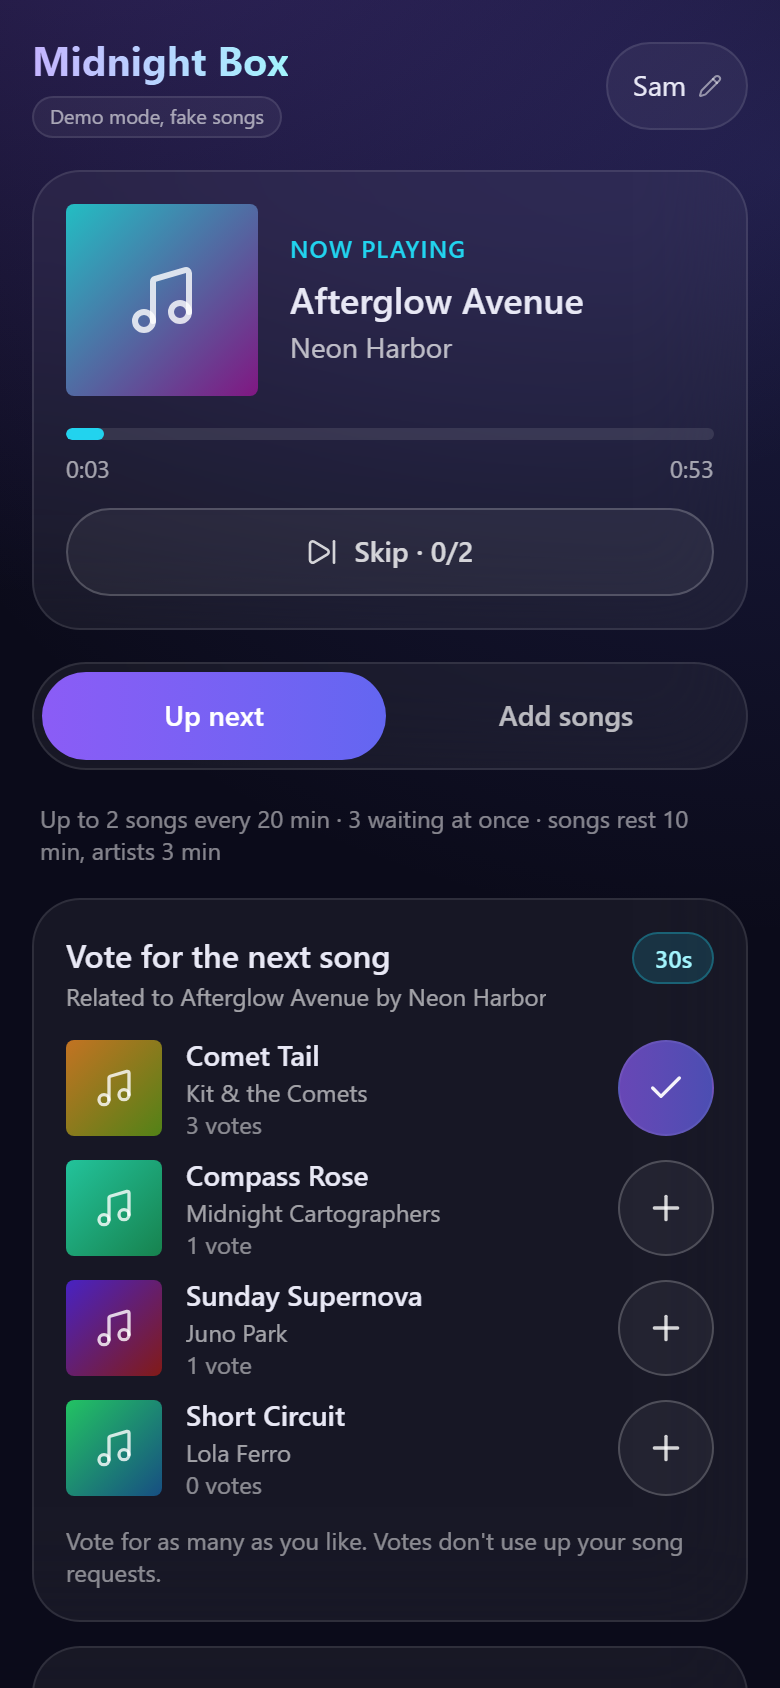 Midnight Box
Demo mode, fake songs
Sam
NOW PLAYING
Afterglow Avenue
Neon Harbor
0:03
0:53
Skip · 0/2
Up next
Add songs
Up to 2 songs every 20 min · 3 waiting at once · songs rest 10
min, artists 3 min
Vote for the next song
30s
Related to Afterglow Avenue by Neon Harbor
Comet Tail
Kit & the Comets
3 votes
Compass Rose
Midnight Cartographers
1 vote
Sunday Supernova
Juno Park
1 vote
Short Circuit
Lola Ferro
0 votes
Vote for as many as you like. Votes don't use up your song
requests.